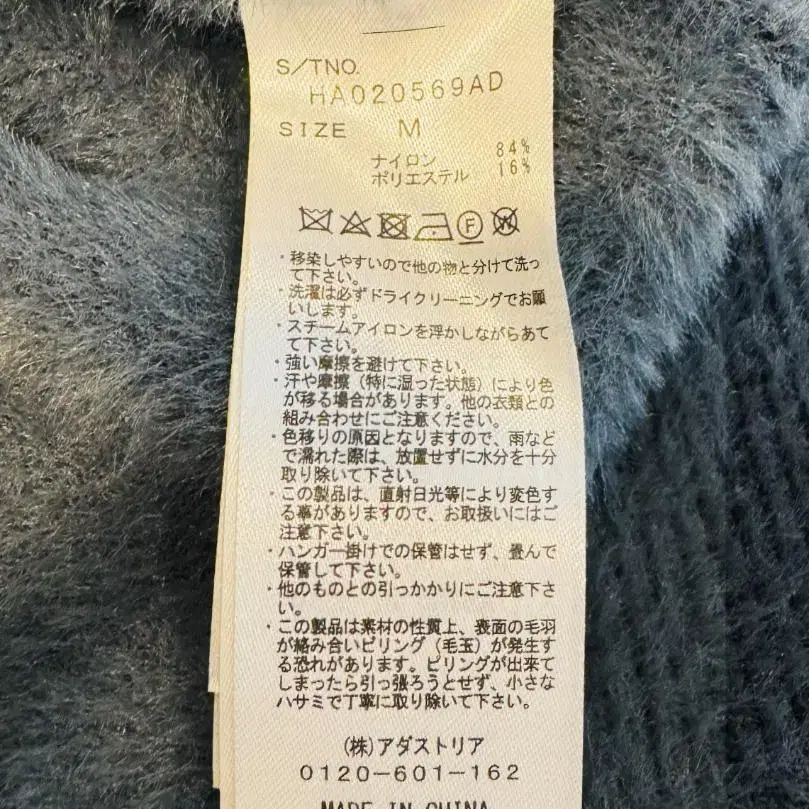 S/TNO.
HA020569AD
SIZE M
ナイロン 84%
ポリエステル 16%
F
W
・移染しやすいので他の物と分けて洗っ
て下さい。
・洗濯は必ずドライクリーニングでお願
いします。
・スチームアイロンを浮かしながらあて
て下さい。
・強い摩擦を避けて下さい。
・汗や摩擦（特に湿った状態）により色
が移る場合があります。他の衣類との
組み合わせにご注意ください。
・色移りの原因となりますので、雨など
で濡れた際は、放置せずに水分を十分
取り除いて下さい。
・この製品は、直射日光等により変色す
る事がありますので、お取扱いにはご
注意下さい。
・ハンガー掛けでの保管はせず、畳んで
保管して下さい。
・他のものとの引っかかりにご注意下さ
い。
・この製品は素材の性質上、表面の毛羽
が絡み合いピリング（毛玉）が発生す
る恐れがあります。ピリングが出来て
しまったら引っ張ろうとせず、小さな
ハサミで丁寧に取り除いて下さい。
(株)アダストリア
0120-601-162
MADE IN CHINA